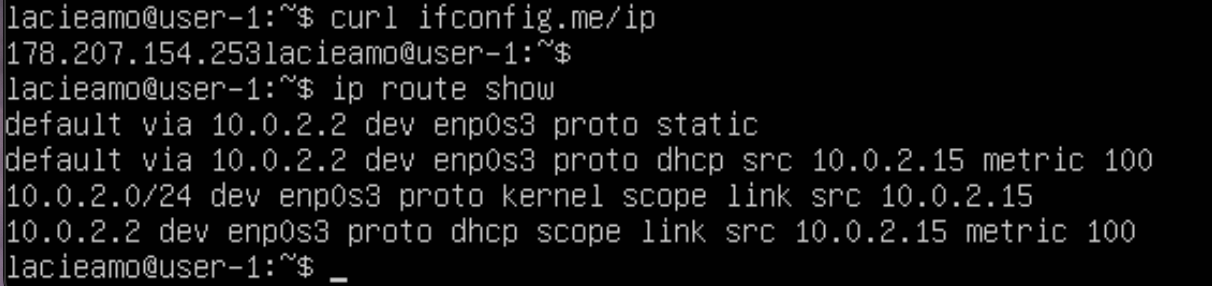 lacieamo@user-1:~$ curl ifconfig.me/ip
178.207.154.253lacieamo@user-1:~$
lacieamo@user-1:~$ ip route show
default via 10.0.2.2 dev enp0s3 proto static
default via 10.0.2.2 dev enp0s3 proto dhcp src 10.0.2.15 metric 100
10.0.2.0/24 dev enp0s3 proto kernel scope link src 10.0.2.15
10.0.2.2 dev enp0s3 proto dhcp scope link src 10.0.2.15 metric 100
lacieamo@user-1:~$ _